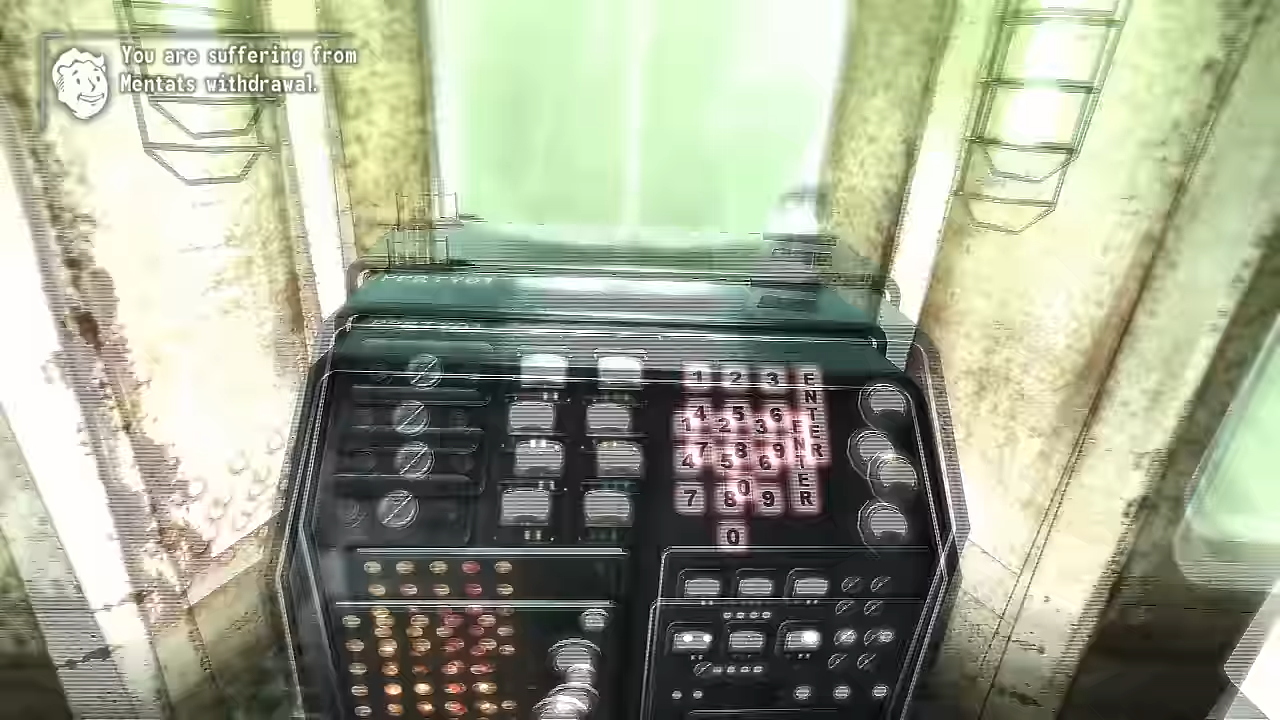 You are suffering from
Mentats withdrawal.
1 2 3 ENTER
4 5 6
7 8 9
0